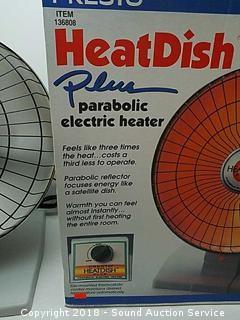 PRESTO
ITEM
136808
HeatDish
Plus
parabolic
electric heater
Feels like three times
the heat...costs a
third less to operate.
Parabolic reflector
focuses energy like
a satellite dish.
Warmth you can feel
almost instantly...
without first heating
the entire room.
HEATDISH
Copyright 2018 - Sound Auction Service